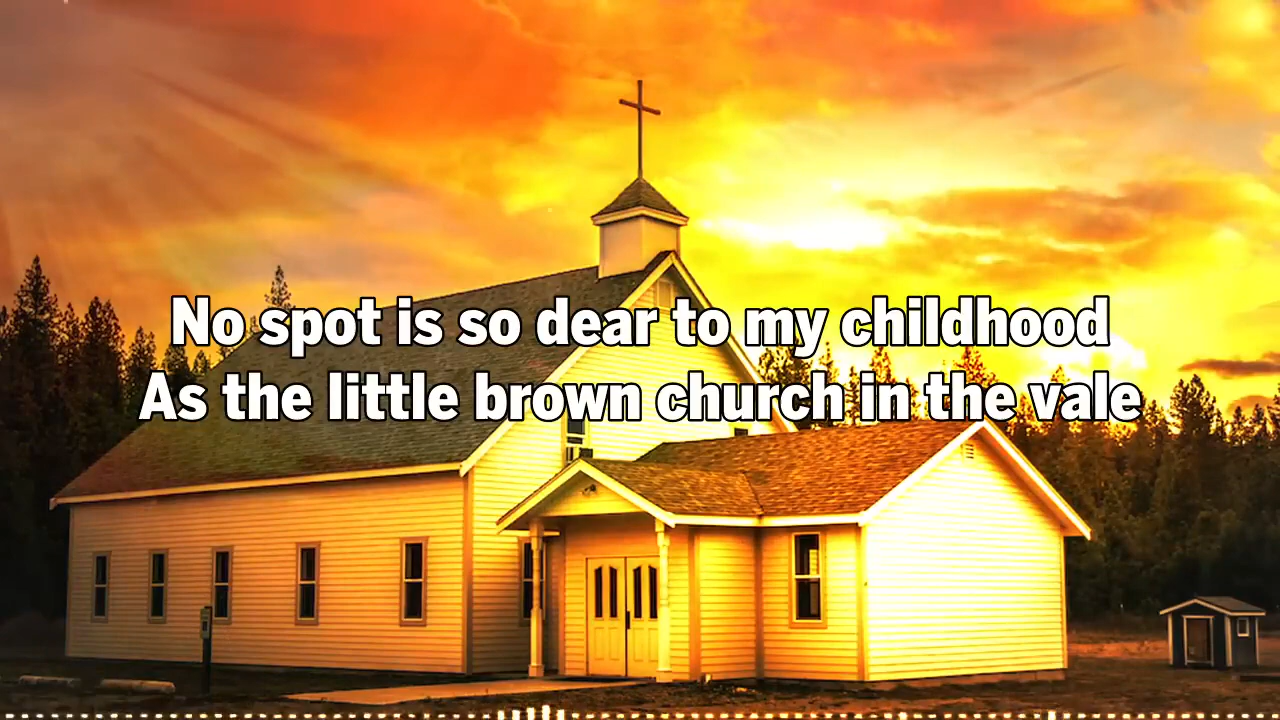 No spot is so dear to my childhood
As the little brown church in the vale